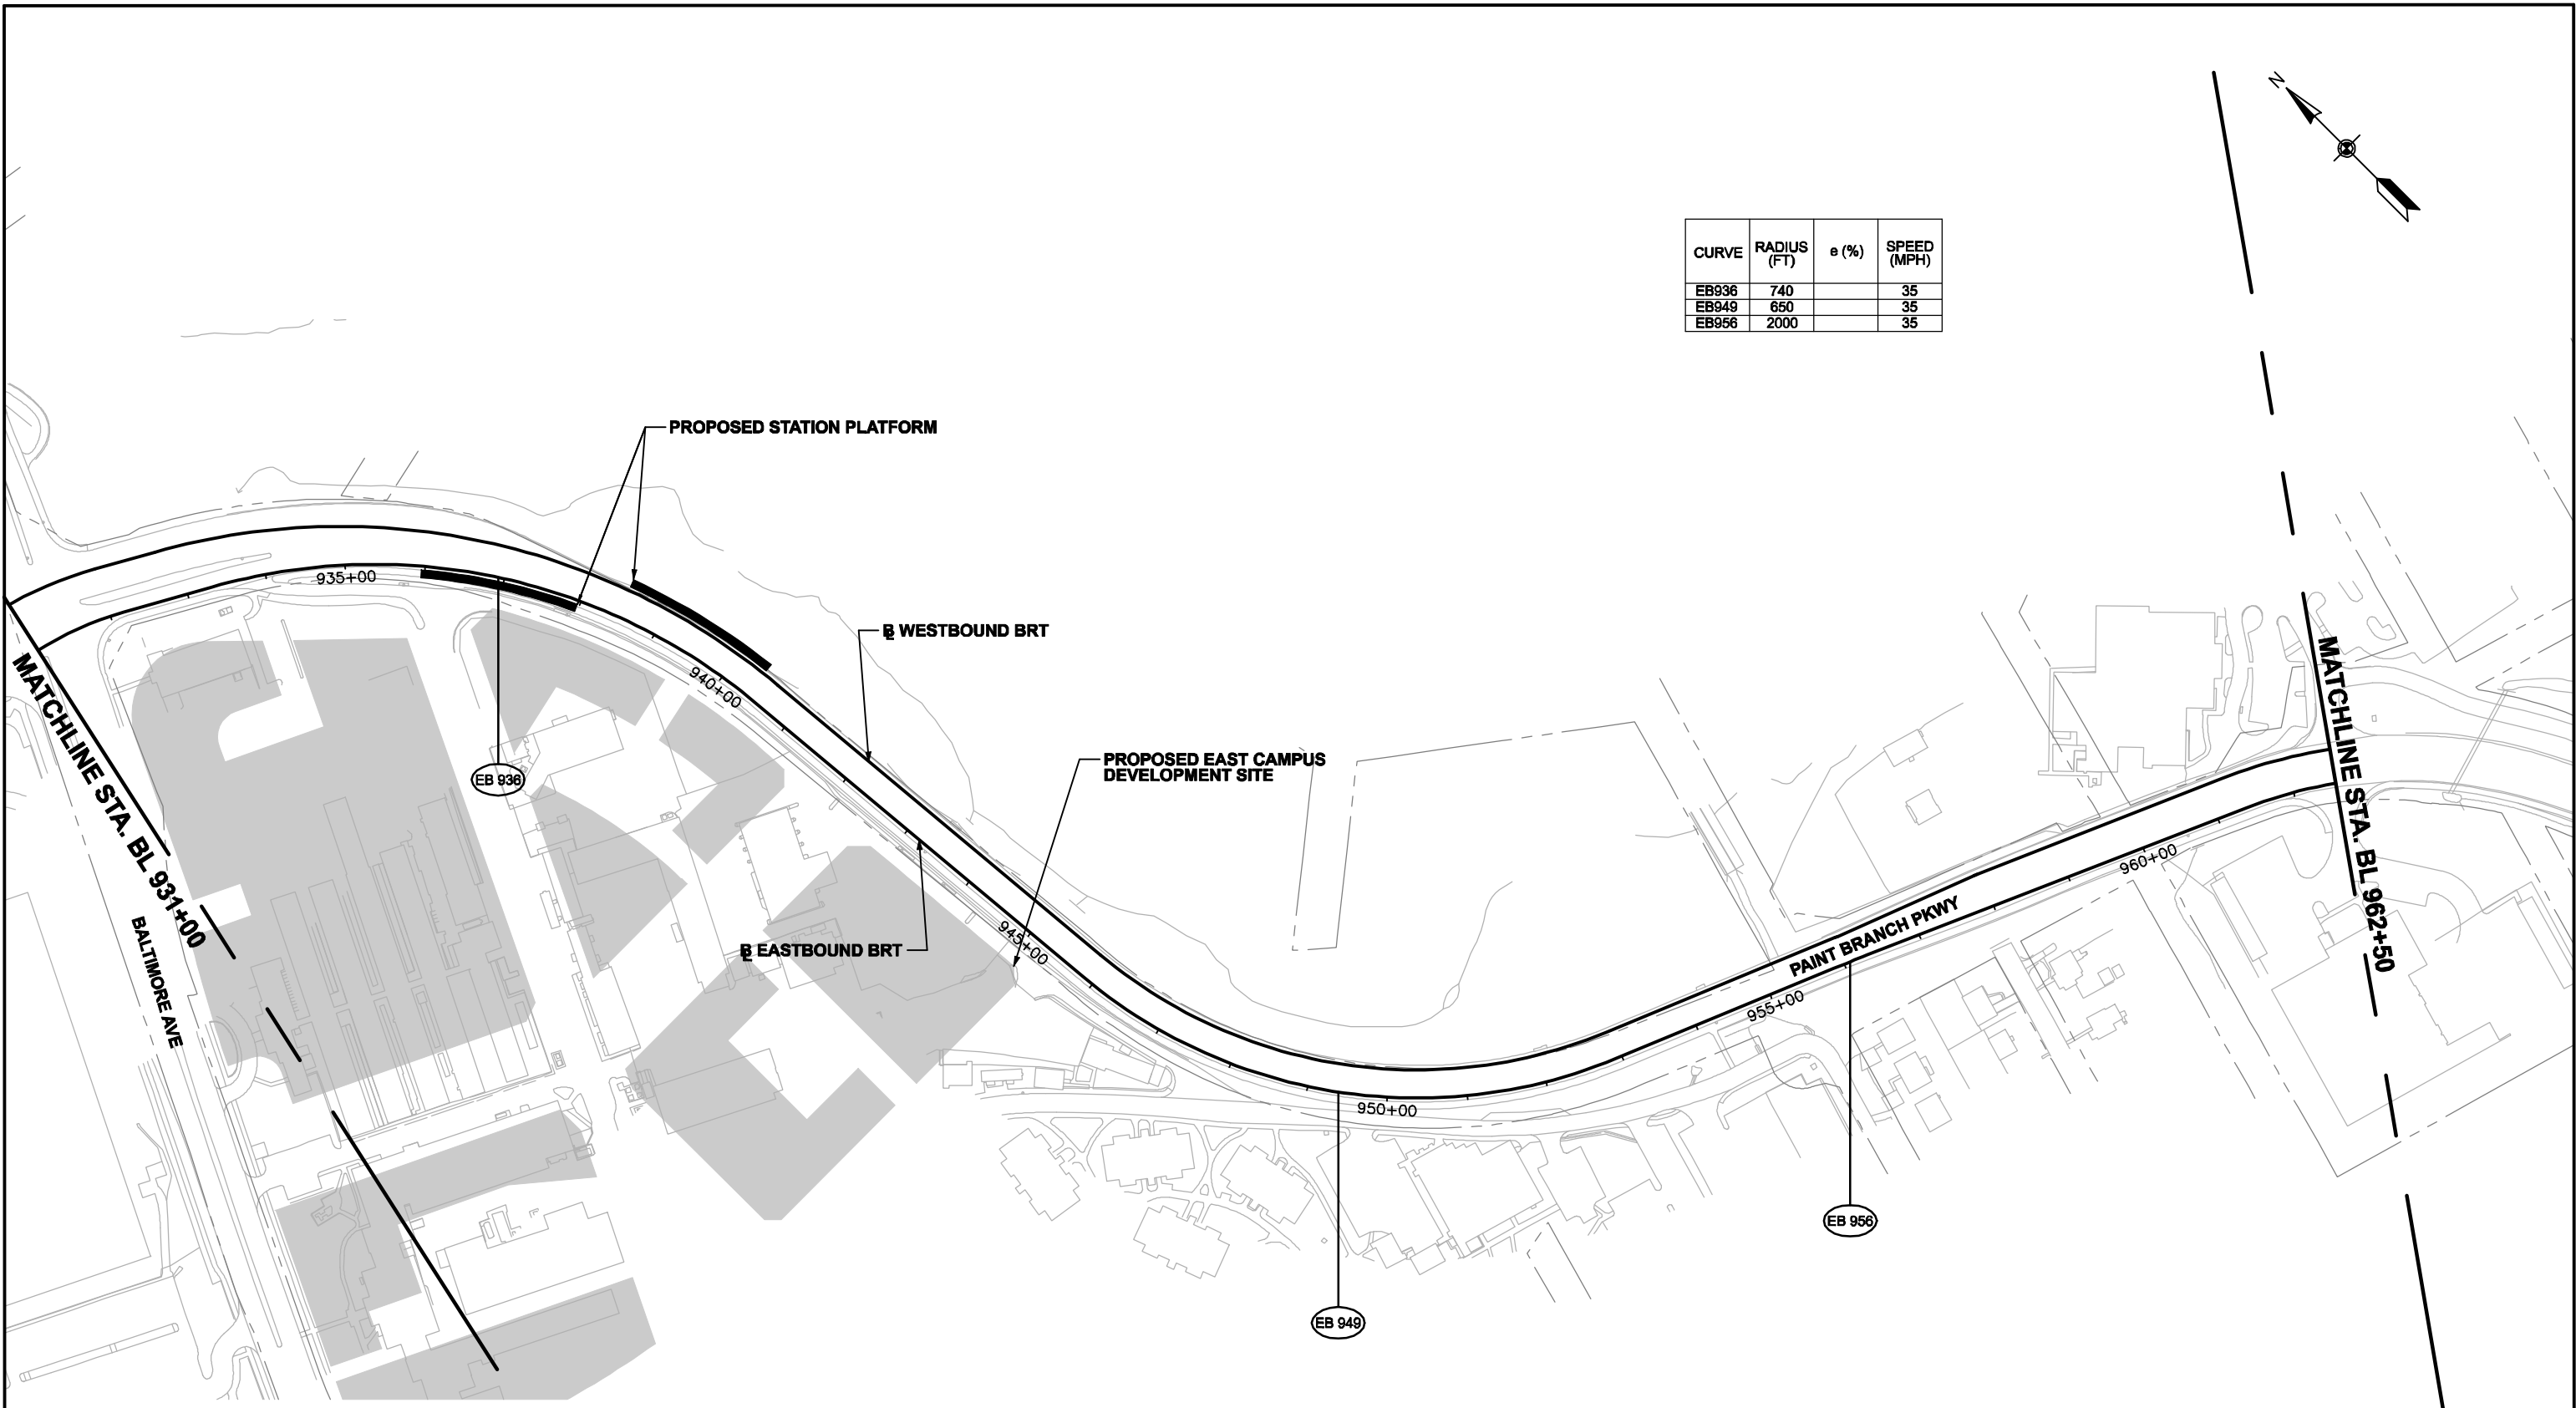 N
CURVE RADIUS (FT) e (%) SPEED (MPH)
EB936 740 35
EB949 650 35
EB956 2000 35
PROPOSED STATION PLATFORM
935+00
BL WESTBOUND BRT
MATCHLINE STA. BL 931+00
940+00
EB 936
PROPOSED EAST CAMPUS
DEVELOPMENT SITE
MATCHLINE STA. BL 962+50
960+00
BALTIMORE AVE
BL EASTBOUND BRT
945+00
PAINT BRANCH PKWY
955+00
950+00
EB 956
EB 949